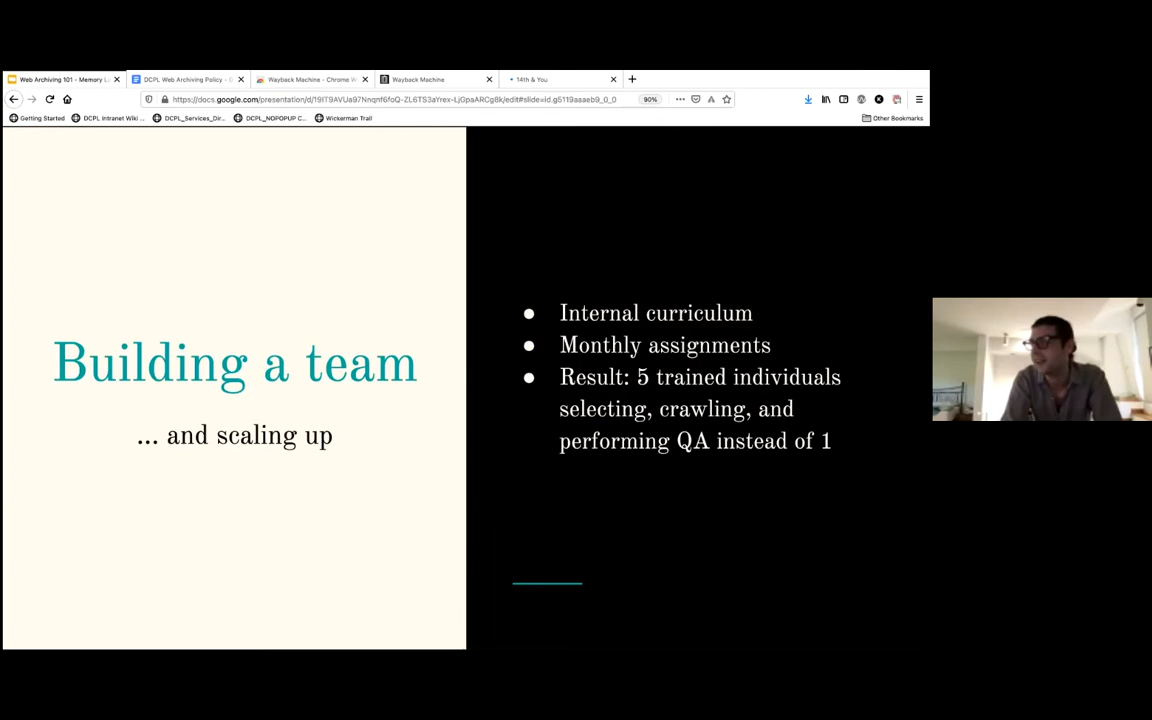 Web Archiving 101 - Memory L
DCPL Web Archiving Policy - G
Wayback Machine - Chrome W
Wayback Machine
14th & You
90%
Getting Started
DCPL Intranet Wiki ...
DCPL_Services_Dir...
DCPL_NOPOPUP C...
Wickerman Trail
Other Bookmarks
Building a team
... and scaling up
● Internal curriculum
● Monthly assignments
● Result: 5 trained individuals
selecting, crawling, and
performing QA instead of 1